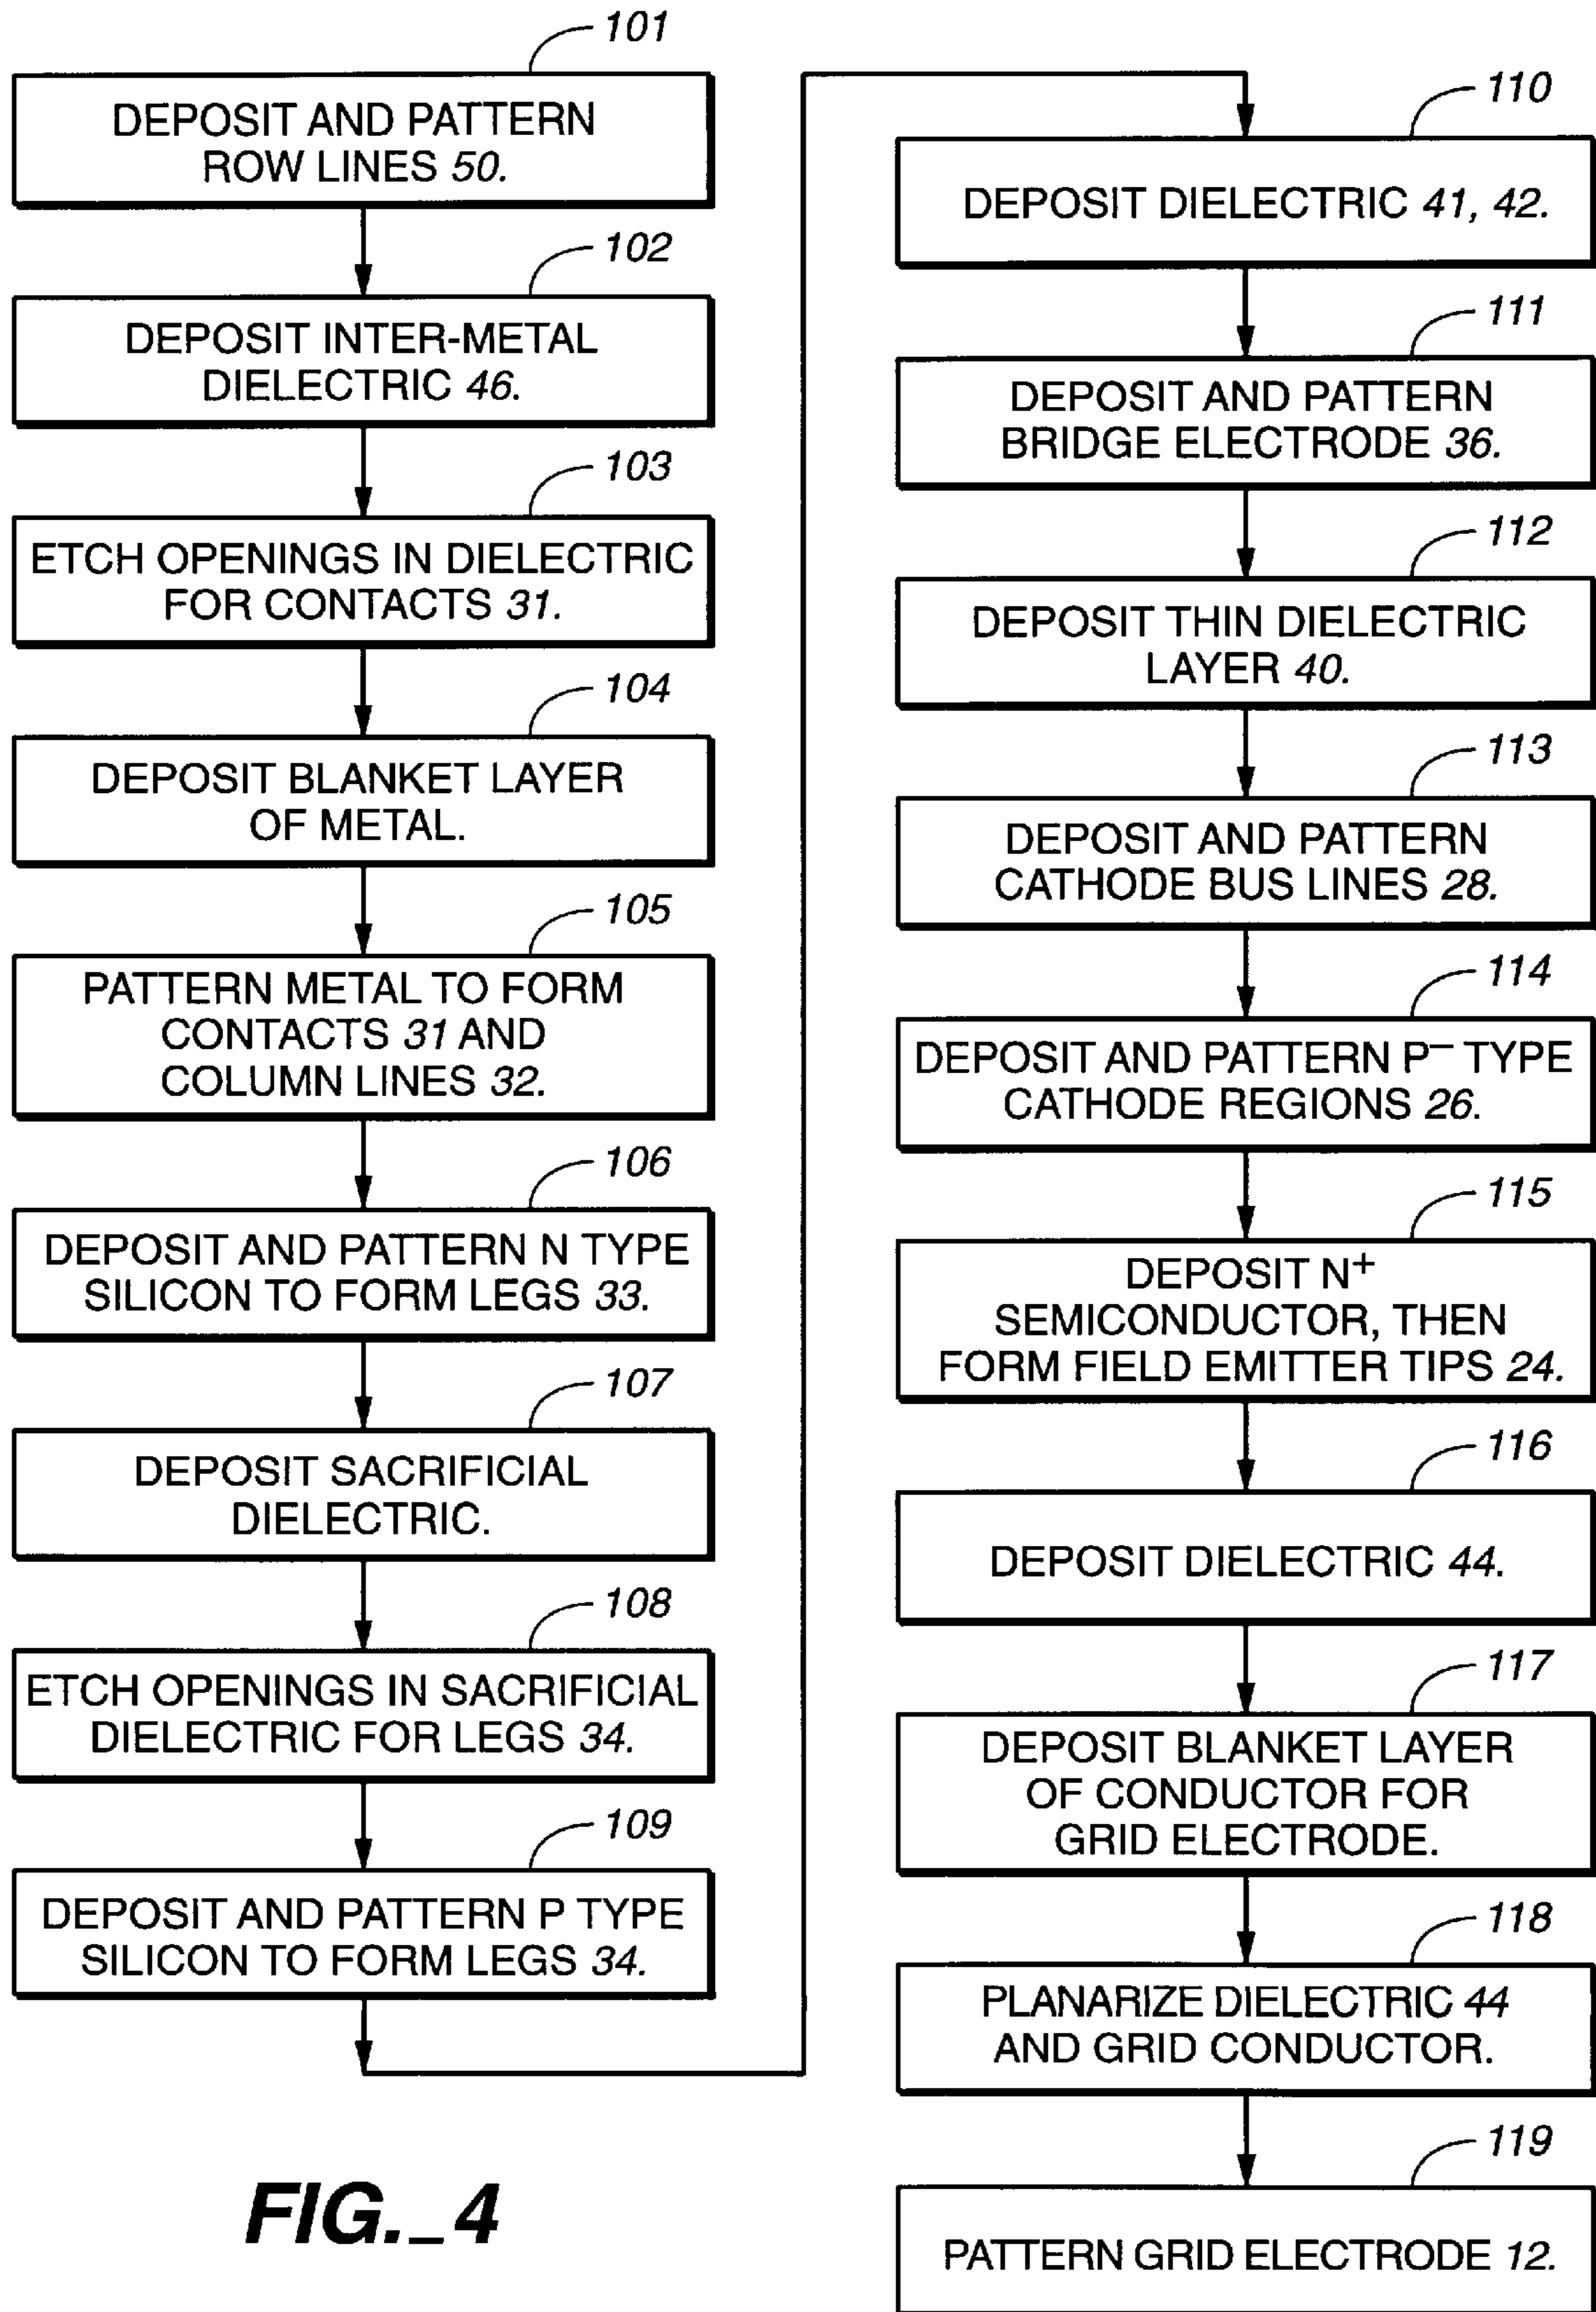 101
DEPOSIT AND PATTERN
ROW LINES 50.
102
DEPOSIT INTER-METAL
DIELECTRIC 46.
103
ETCH OPENINGS IN DIELECTRIC
FOR CONTACTS 31.
104
DEPOSIT BLANKET LAYER
OF METAL.
105
PATTERN METAL TO FORM
CONTACTS 31 AND
COLUMN LINES 32.
106
DEPOSIT AND PATTERN N TYPE
SILICON TO FORM LEGS 33.
107
DEPOSIT SACRIFICIAL
DIELECTRIC.
108
ETCH OPENINGS IN SACRIFICIAL
DIELECTRIC FOR LEGS 34.
109
DEPOSIT AND PATTERN P TYPE
SILICON TO FORM LEGS 34.
110
DEPOSIT DIELECTRIC 41, 42.
111
DEPOSIT AND PATTERN
BRIDGE ELECTRODE 36.
112
DEPOSIT THIN DIELECTRIC
LAYER 40.
113
DEPOSIT AND PATTERN
CATHODE BUS LINES 28.
114
DEPOSIT AND PATTERN P⁻ TYPE
CATHODE REGIONS 26.
115
DEPOSIT N⁺
SEMICONDUCTOR, THEN
FORM FIELD EMITTER TIPS 24.
116
DEPOSIT DIELECTRIC 44.
117
DEPOSIT BLANKET LAYER
OF CONDUCTOR FOR
GRID ELECTRODE.
118
PLANARIZE DIELECTRIC 44
AND GRID CONDUCTOR.
119
PATTERN GRID ELECTRODE 12.
FIG._4